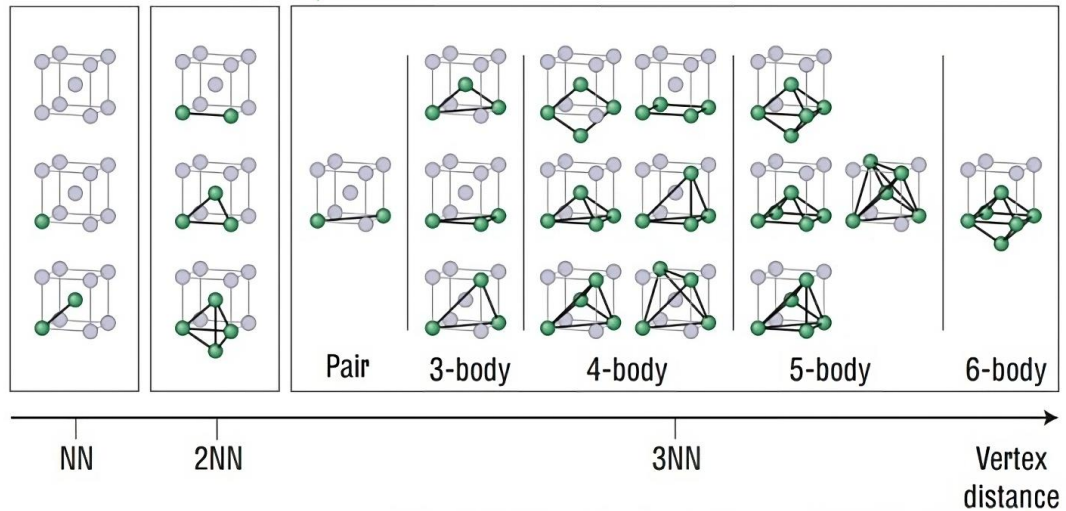 Pair
3-body
4-body
5-body
6-body
NN
2NN
3NN
Vertex
distance